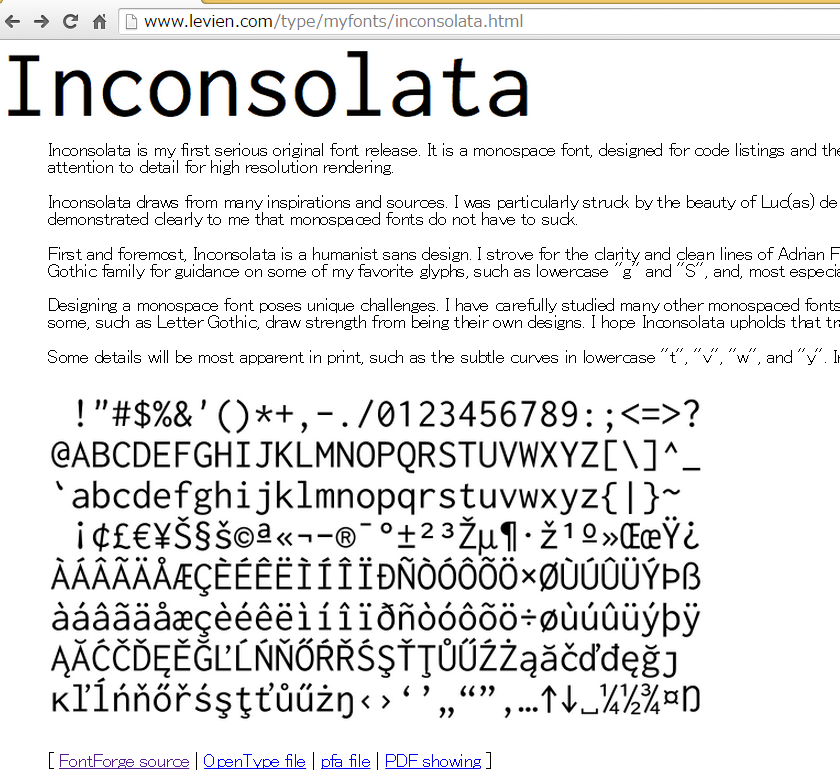 www.levien.com/type/myfonts/inconsolata.html
Inconsolata
Inconsolata is my first serious original font release. It is a monospace font, designed for code listings and the
attention to detail for high resolution rendering.
Inconsolata draws from many inspirations and sources. I was particularly struck by the beauty of Luc(as) de
demonstrated clearly to me that monospaced fonts do not have to suck.
First and foremost, Inconsolata is a humanist sans design. I strove for the clarity and clean lines of Adrian F
Gothic family for guidance on some of my favorite glyphs, such as lowercase "g" and "S", and, most especia
Designing a monospace font poses unique challenges. I have carefully studied many other monospaced fonts
some, such as Letter Gothic, draw strength from being their own designs. I hope Inconsolata upholds that tr
Some details will be most apparent in print, such as the subtle curves in lowercase "t", "v", "w", and "y". I
!"#$%&'()*+,-./0123456789:;<=>?
@ABCDEFGHIJKLMNOPQRSTUVWXYZ[\]^_
`abcdefghijklmnopqrstuvwxyz{|}~
¡¢£€¥Š§š©ª«¬-®¯°±²³Žµ¶·ž¹º»ŒœŸ¿
ÀÁÂÃÄÅÆÇÈÉÊËÌÍÎÏÐÑÒÓÔÕÖ×ØÙÚÛÜÝÞß
àáâãäåæçèéêëìíîïðñòóôõö÷øùúûüýþÿ
ĄĂĆČĎĘĚĞĽĹŃŇŐŔŘŚŞŤŢŮŰŹŻąăčďđęğȷ
ĸľĺńňőřśşţťůűżŋ‹›‘’„“”‚…↑↓␣¼½¾¤Ŋ
[ FontForge source | OpenType file | pfa file | PDF showing ]